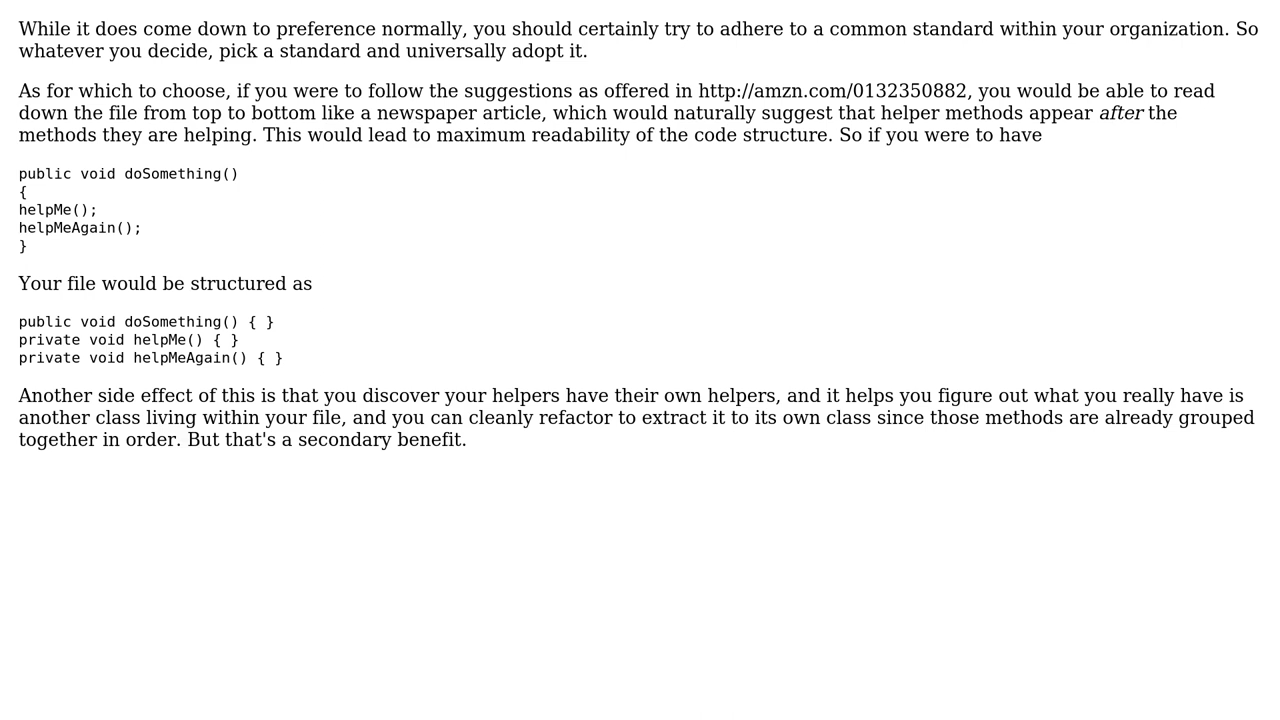 While it does come down to preference normally, you should certainly try to adhere to a common standard within your organization. So
whatever you decide, pick a standard and universally adopt it.
As for which to choose, if you were to follow the suggestions as offered in http://amzn.com/0132350882, you would be able to read
down the file from top to bottom like a newspaper article, which would naturally suggest that helper methods appear after the
methods they are helping. This would lead to maximum readability of the code structure. So if you were to have
public void doSomething()
{
helpMe();
helpMeAgain();
}
Your file would be structured as
public void doSomething() { }
private void helpMe() { }
private void helpMeAgain() { }
Another side effect of this is that you discover your helpers have their own helpers, and it helps you figure out what you really have is
another class living within your file, and you can cleanly refactor to extract it to its own class since those methods are already grouped
together in order. But that's a secondary benefit.